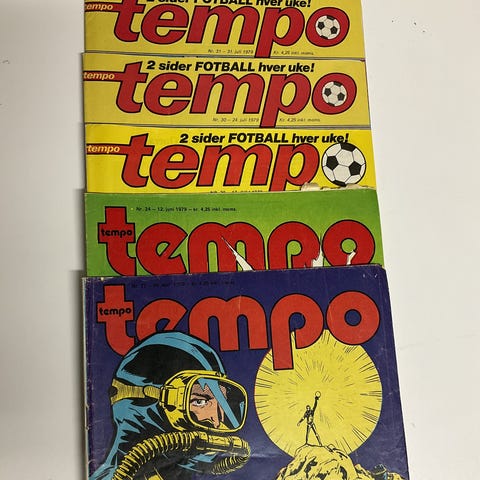 2 sider FOTBALL hver uke!
tempo
Nr. 31 – 31. juli 1979
Kr. 4,25 inkl. moms.
2 sider FOTBALL hver uke!
tempo
tempo
Nr. 30 – 24. juli 1979
Kr. 4,25 inkl. moms.
2 sider FOTBALL hver uke!
tempo
tempo
Nr. 24 – 12. juni 1979 – kr. 4,25 inkl. moms.
tempo
tempo
tempo
tempo